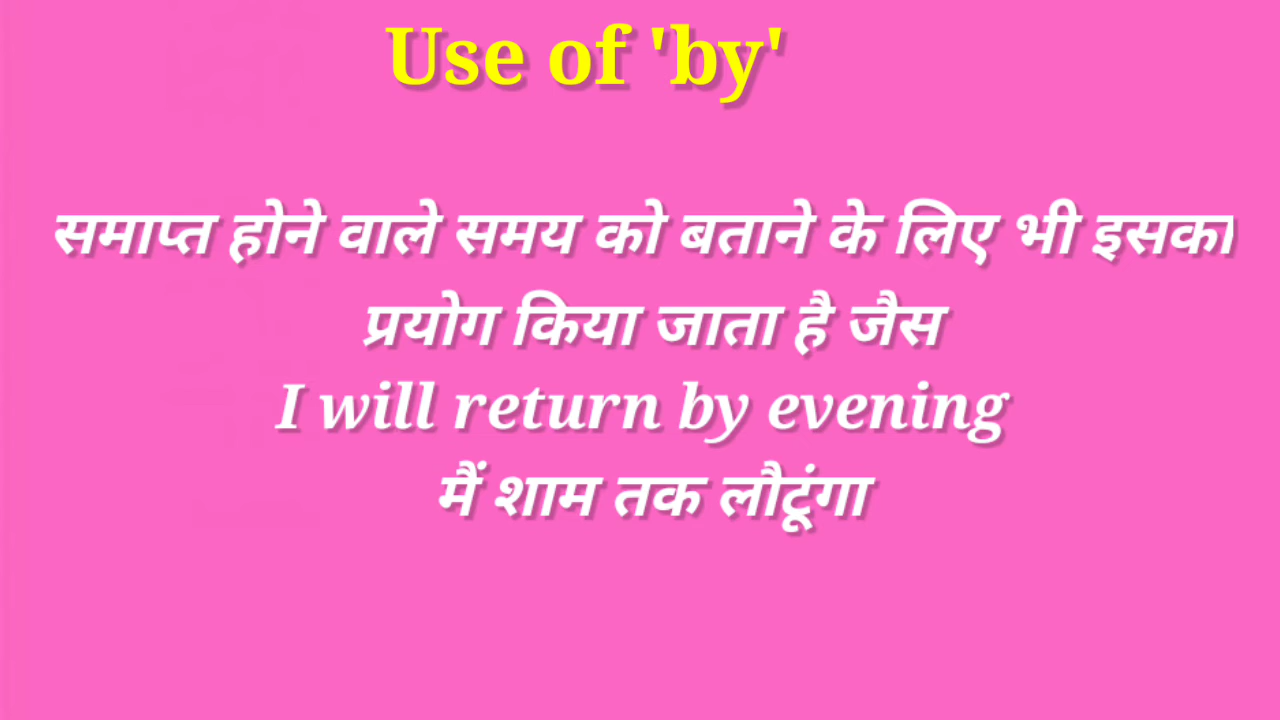 Use of 'by'
समाप्त होने वाले समय को बताने के लिए भी इसका
प्रयोग किया जाता है जैस
I will return by evening
मैं शाम तक लौटूंगा